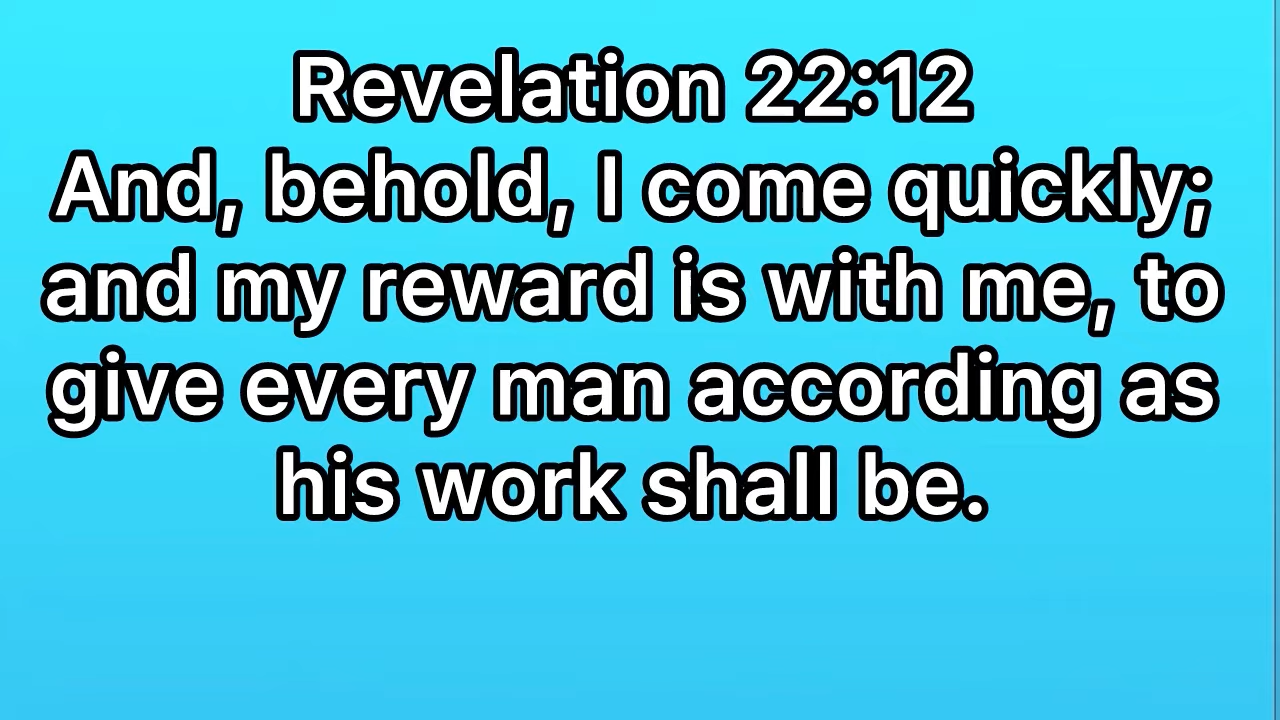 Revelation 22:12
And, behold, I come quickly;
and my reward is with me, to
give every man according as
his work shall be.